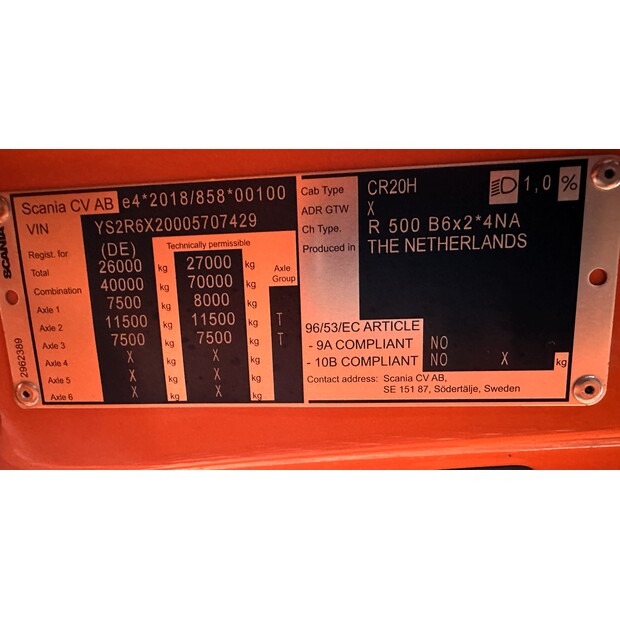 Scania CV AB e4*2018/858*00100
VIN YS2R6X20005707429
Regist. for (DE) Technically permissible
Total 26000 kg 27000 kg Axle Group
Combination 40000 kg 70000 kg
Axle 1 7500 kg 8000 kg
Axle 2 11500 kg 11500 kg T
Axle 3 7500 kg 7500 kg T
Axle 4 X kg X kg
Axle 5 X kg X kg
Axle 6 X kg X kg
Cab Type CR20H 1,0 %
ADR GTW X
Ch Type. R 500 B6x2*4NA
Produced in THE NETHERLANDS
96/53/EC ARTICLE
- 9A COMPLIANT NO
- 10B COMPLIANT NO X kg
Contact address: Scania CV AB,
SE 151 87, Södertälje, Sweden
SCANIA
2962389